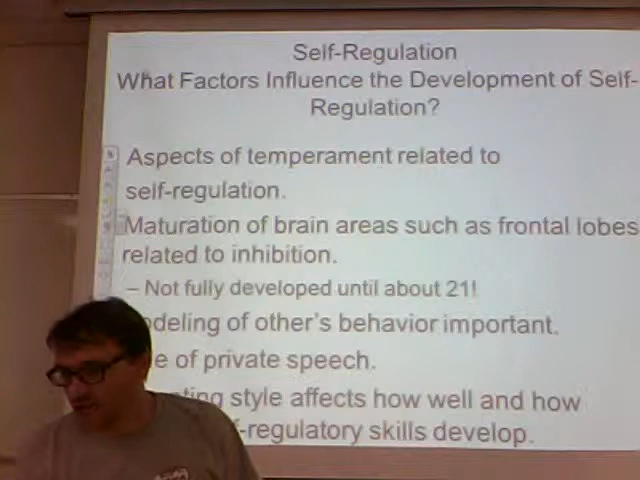 Self-Regulation
What Factors Influence the Development of Self-
Regulation?
Aspects of temperament related to
self-regulation.
Maturation of brain areas such as frontal lobes
related to inhibition.
– Not fully developed until about 21!
odeling of other's behavior important.
e of private speech.
ting style affects how well and how
f-regulatory skills develop.